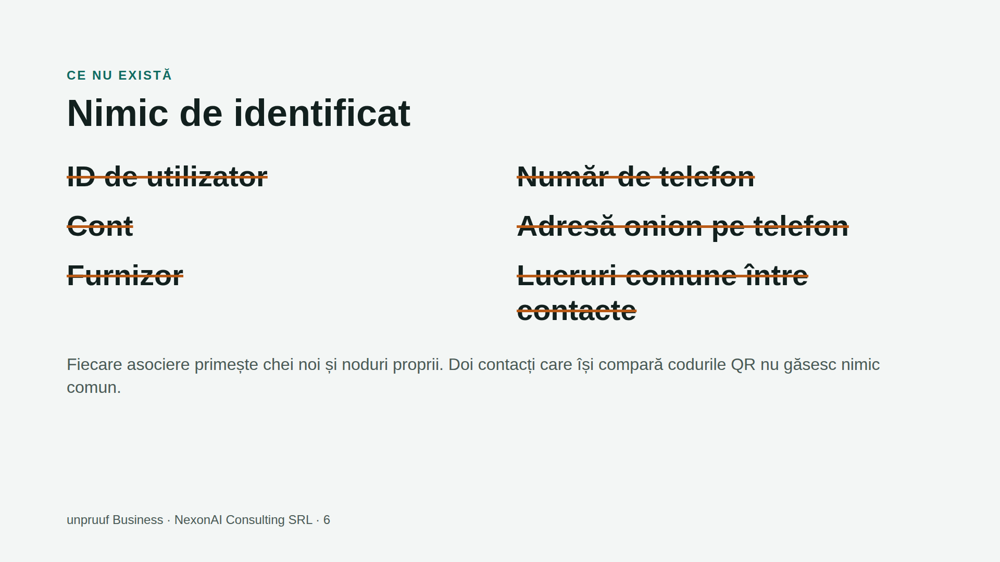 CE NU EXISTĂ
Nimic de identificat
ID de utilizator
Număr de telefon
Cont
Adresă onion pe telefon
Furnizor
Lucruri comune între
contacte
Fiecare asociere primește chei noi și noduri proprii. Doi contacți care își compară codurile QR nu găsesc nimic
comun.
unpruuf Business · NexonAI Consulting SRL · 6